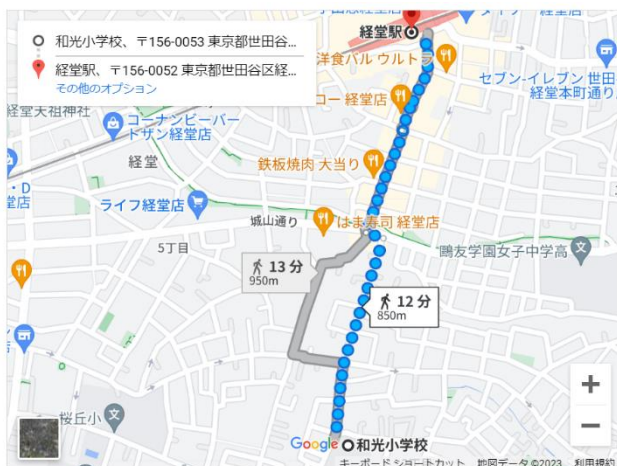 経堂駅
和光小学校、〒156-0053 東京都世田谷...
経堂駅、〒156-0052 東京都世田谷区経...
その他のオプション
洋食バル ウルトラ
セブン-イレブン 世田
経堂本町通り
コー 経堂店
経堂天祖神社
コーナンビーバー
トザン経堂店
経堂
鉄板焼肉 大当り
・D
堂店
ライフ経堂店
城山通り
はま寿司 経堂店
5丁目
鷗友学園女子中学高
13 分
950m
12 分
850m
桜丘小
Google
和光小学校
キーボード ショートカット
地図データ ©2023
利用規約